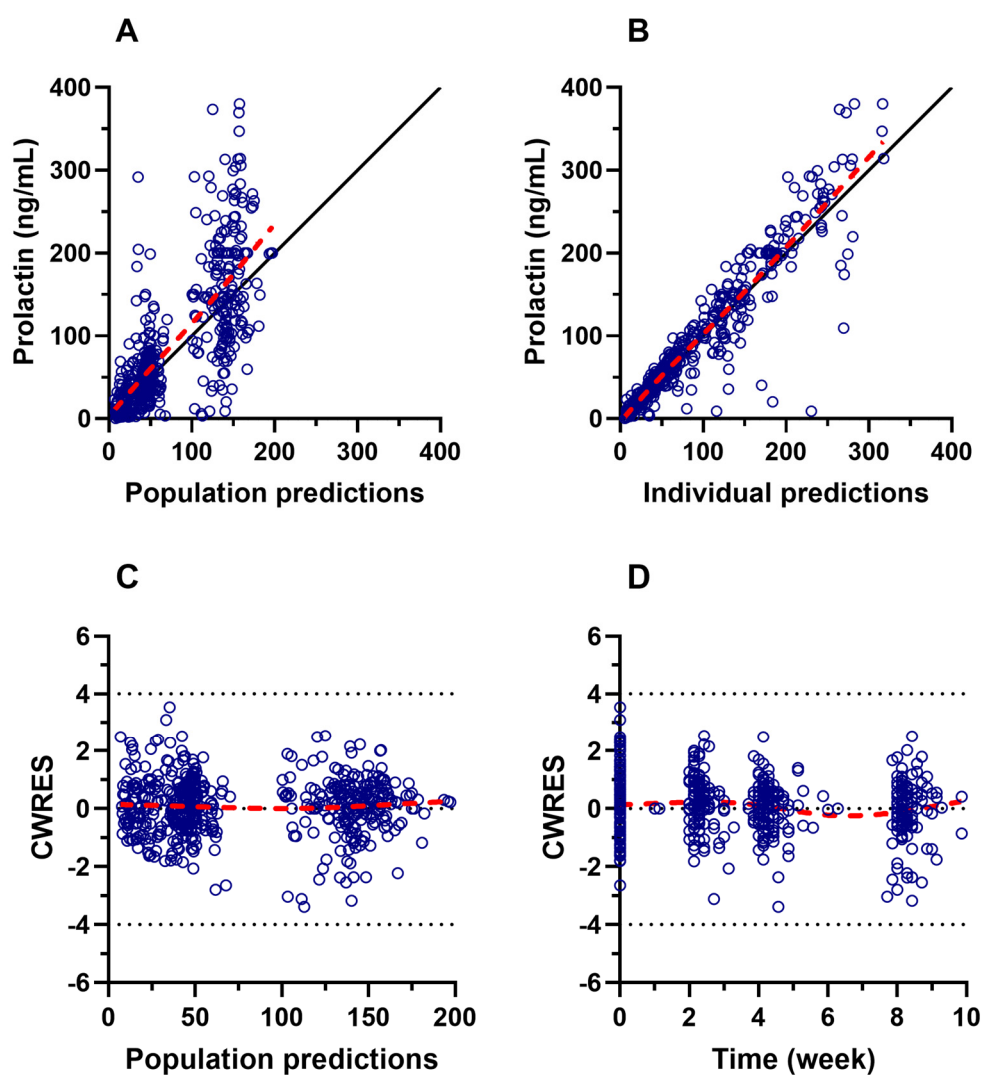 A
B
400
300
200
100
0
Prolactin (ng/mL)
0 100 200 300 400
Population predictions
400
300
200
100
0
Prolactin (ng/mL)
0 100 200 300 400
Individual predictions
C
D
6
4
2
0
-2
-4
-6
CWRES
0 50 100 150 200
Population predictions
6
4
2
0
-2
-4
-6
CWRES
0 2 4 6 8 10
Time (week)